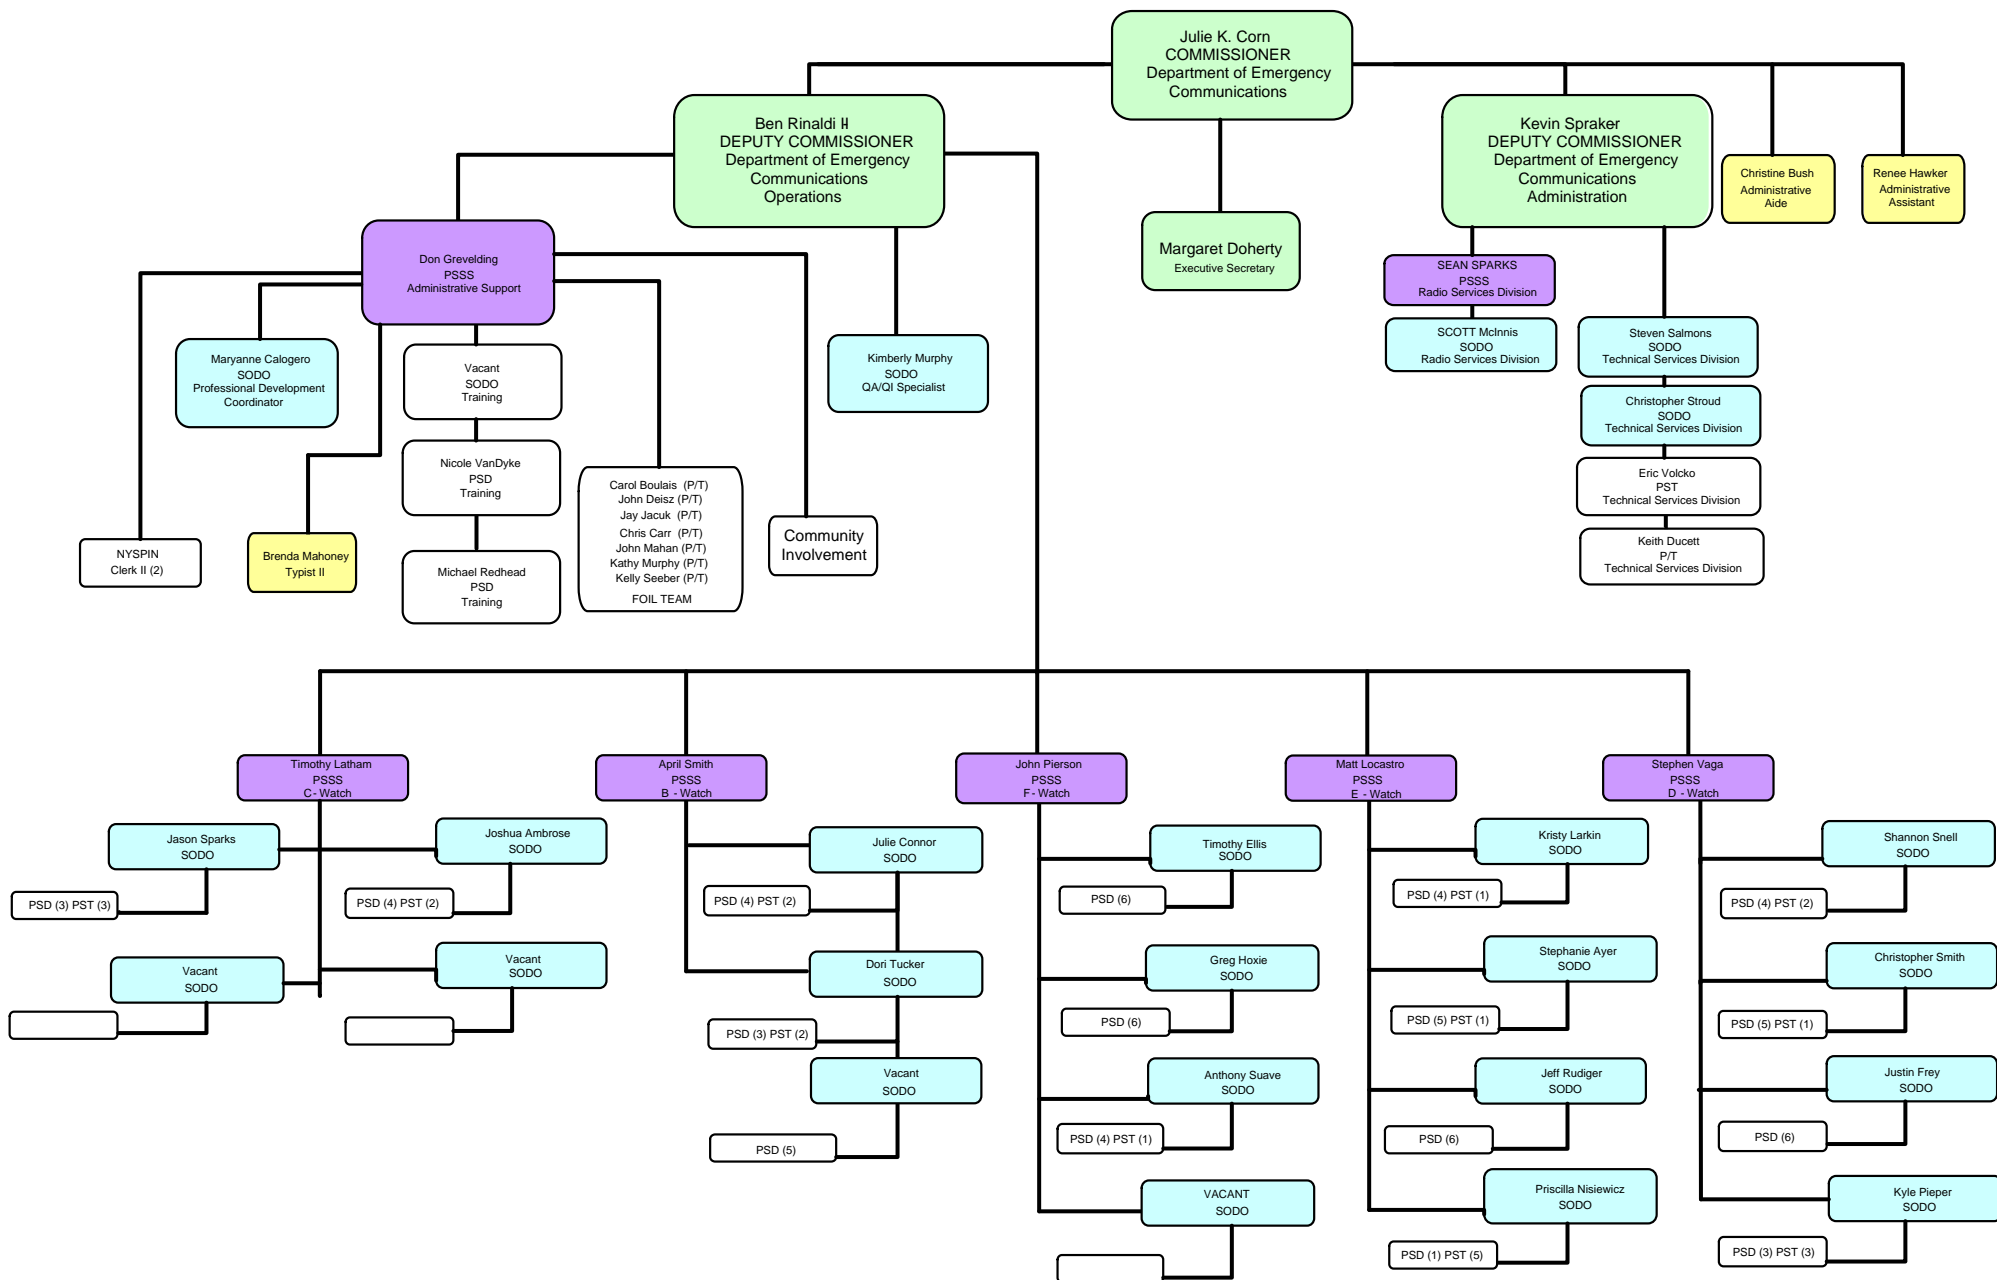 Julie K. Corn
COMMISSIONER
Department of Emergency
Communications
Ben Rinaldi II
DEPUTY COMMISSIONER
Department of Emergency
Communications
Operations
Kevin Spraker
DEPUTY COMMISSIONER
Department of Emergency
Communications
Administration
Christine Bush
Administrative
Aide
Renee Hawker
Administrative
Assistant
Margaret Doherty
Executive Secretary
Don Grevelding
PSSS
Administrative Support
SEAN SPARKS
PSSS
Radio Services Division
SCOTT McInnis
SODO
Radio Services Division
Steven Salmons
SODO
Technical Services Division
Christopher Stroud
SODO
Technical Services Division
Eric Volcko
PST
Technical Services Division
Keith Ducett
P/T
Technical Services Division
Maryanne Calogero
SODO
Professional Development
Coordinator
Vacant
SODO
Training
Kimberly Murphy
SODO
QA/QI Specialist
Nicole VanDyke
PSD
Training
Michael Redhead
PSD
Training
Carol Boulais (P/T)
John Deisz (P/T)
Jay Jacuk (P/T)
Chris Carr (P/T)
John Mahan (P/T)
Kathy Murphy (P/T)
Kelly Seeber (P/T)
FOIL TEAM
Community
Involvement
NYSPIN
Clerk II (2)
Brenda Mahoney
Typist II
Timothy Latham
PSSS
C - Watch
April Smith
PSSS
B - Watch
John Pierson
PSSS
F - Watch
Matt Locastro
PSSS
E - Watch
Stephen Vaga
PSSS
D - Watch
Jason Sparks
SODO
PSD (3) PST (3)
Joshua Ambrose
SODO
PSD (4) PST (2)
Vacant
SODO
Vacant
SODO
Julie Connor
SODO
PSD (4) PST (2)
Dori Tucker
SODO
PSD (3) PST (2)
Vacant
SODO
PSD (5)
Timothy Ellis
SODO
PSD (6)
Greg Hoxie
SODO
PSD (6)
Anthony Suave
SODO
PSD (4) PST (1)
VACANT
SODO
Kristy Larkin
SODO
PSD (4) PST (1)
Stephanie Ayer
SODO
PSD (5) PST (1)
Jeff Rudiger
SODO
PSD (6)
Priscilla Nisiewicz
SODO
PSD (1) PST (5)
Shannon Snell
SODO
PSD (4) PST (2)
Christopher Smith
SODO
PSD (5) PST (1)
Justin Frey
SODO
PSD (6)
Kyle Pieper
SODO
PSD (3) PST (3)